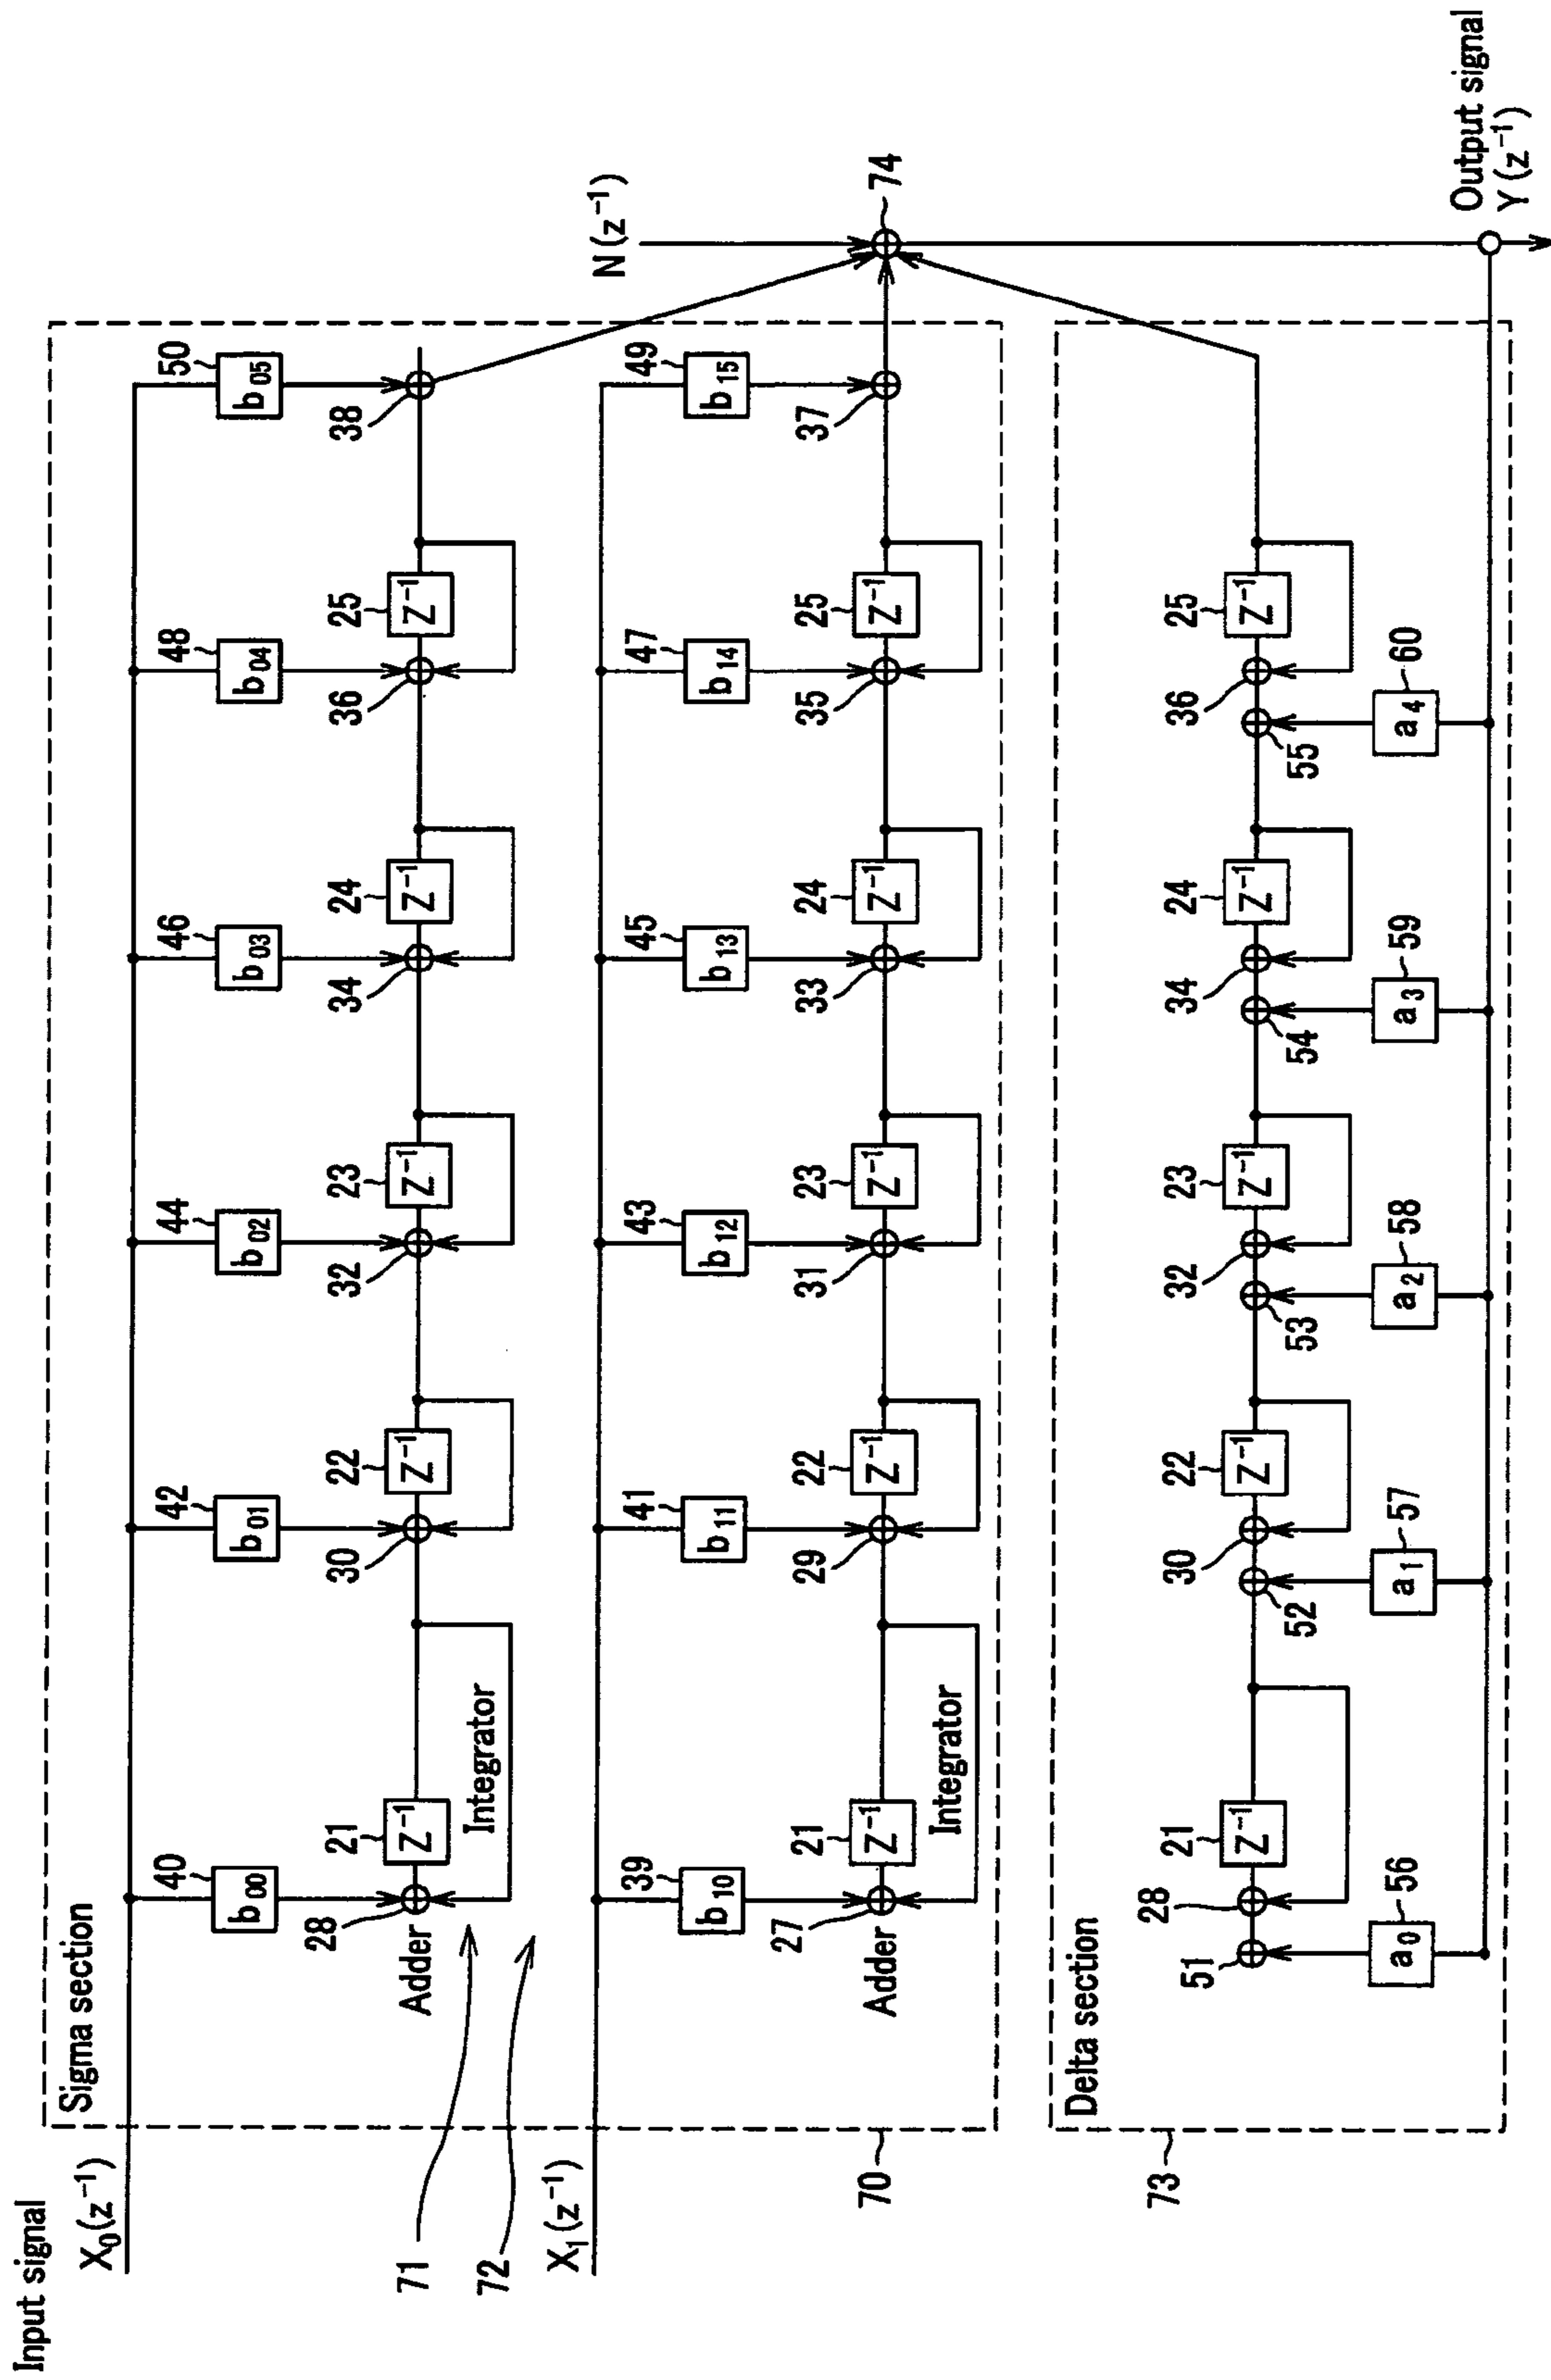 Input signal
X₀(z⁻¹)
Sigma section
40 42 44 46 48 50
b₀₀ b₀₁ b₀₂ b₀₃ b₀₄ b₀₅
28 21 30 22 32 23 34 24 36 25 38
Z⁻¹ Z⁻¹ Z⁻¹ Z⁻¹ Z⁻¹
Adder
Integrator
71
72
X₁(z⁻¹)
39 41 43 45 47 49
b₁₀ b₁₁ b₁₂ b₁₃ b₁₄ b₁₅
27 21 29 22 31 23 33 24 35 25 37
Z⁻¹ Z⁻¹ Z⁻¹ Z⁻¹ Z⁻¹
Adder
Integrator
70
N(z⁻¹)
74
Delta section
73
51 28 21 52 30 22 53 32 23 54 34 24 55 36 25
Z⁻¹ Z⁻¹ Z⁻¹ Z⁻¹ Z⁻¹
56 57 58 59 60
a₀ a₁ a₂ a₃ a₄
Output signal
Y(z⁻¹)